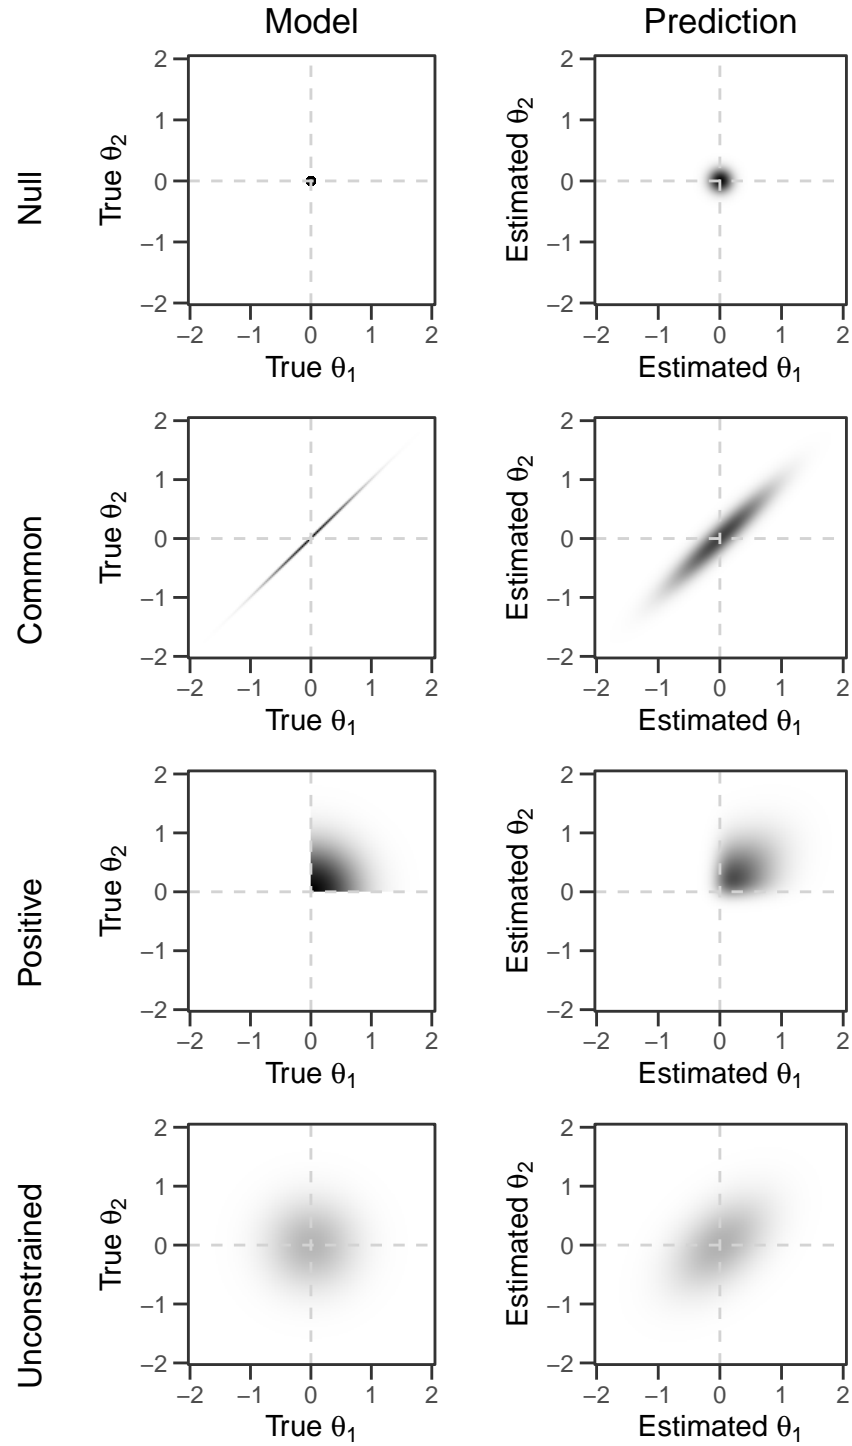 Model
Prediction
Null
True θ2
2
1
0
−1
−2
−2 −1 0 1 2
True θ1
Estimated θ2
2
1
0
−1
−2
−2 −1 0 1 2
Estimated θ1
Common
True θ2
2
1
0
−1
−2
−2 −1 0 1 2
True θ1
Estimated θ2
2
1
0
−1
−2
−2 −1 0 1 2
Estimated θ1
Positive
True θ2
2
1
0
−1
−2
−2 −1 0 1 2
True θ1
Estimated θ2
2
1
0
−1
−2
−2 −1 0 1 2
Estimated θ1
Unconstrained
True θ2
2
1
0
−1
−2
−2 −1 0 1 2
True θ1
Estimated θ2
2
1
0
−1
−2
−2 −1 0 1 2
Estimated θ1